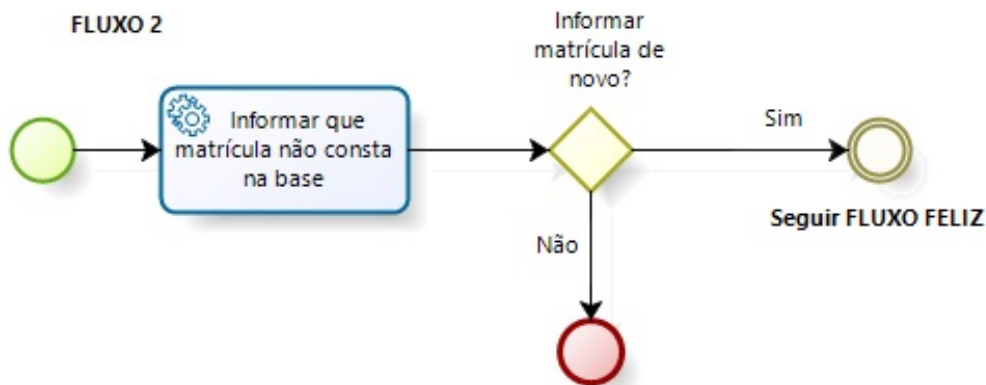 FLUXO 2
Informar
matrícula de
novo?
Informar que
matrícula não consta
na base
Sim
Seguir FLUXO FELIZ
Não